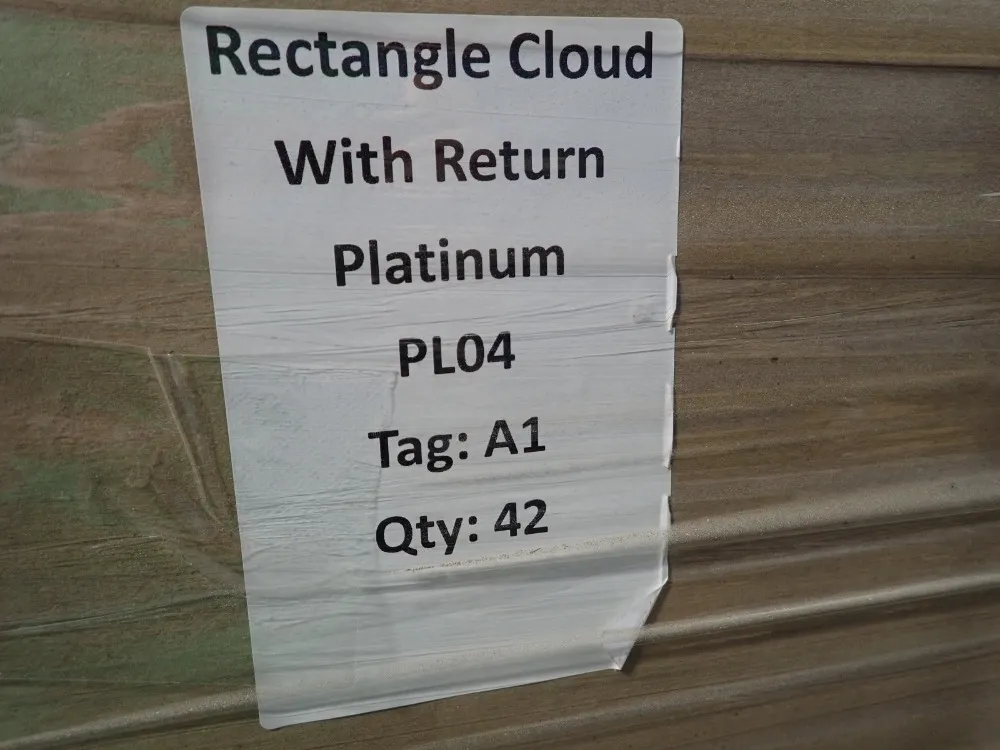 Rectangle Cloud
With Return
Platinum
PL04
Tag: A1
Qty: 42